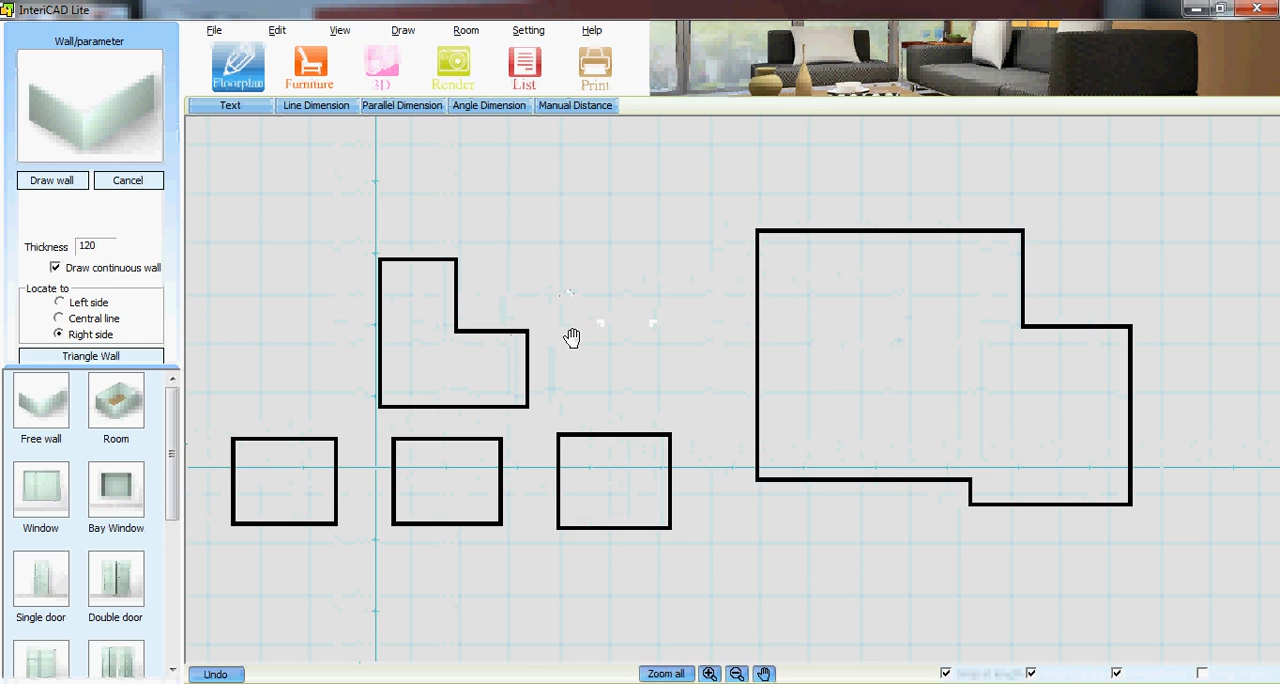 InteriCAD Lite
File Edit View Draw Room Setting Help
Floorplan Furniture 3D Render List Print
Text Line Dimension Parallel Dimension Angle Dimension Manual Distance
Wall/parameter
Draw wall Cancel
Thickness 120
Draw continuous wall
Locate to
Left side
Central line
Right side
Triangle Wall
Free wall Room
Window Bay Window
Single door Double door
Undo Zoom all